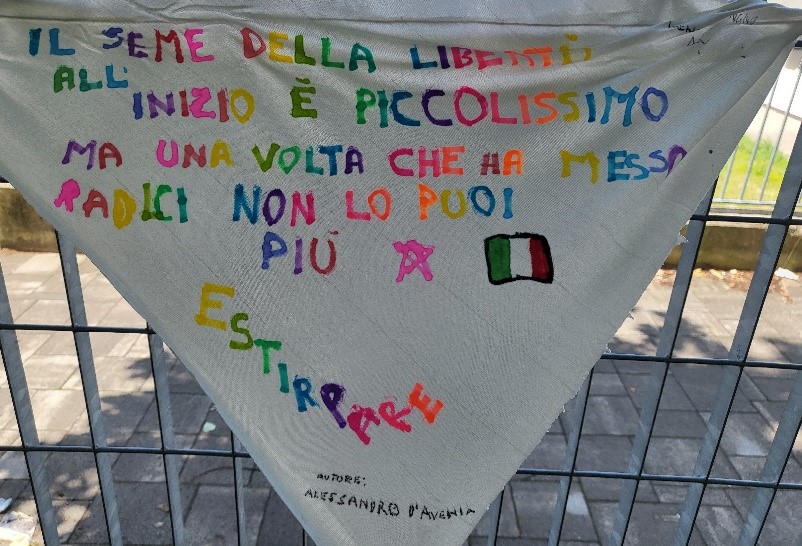 IL SEME DELLA LIBERTÀ
ALL'
INIZIO È PICCOLISSIMO
MA UNA VOLTA CHE HA MESSO
RADICI NON LO PUOI
PIÙ
ESTIRPARE
AUTORE:
ALESSANDRO D'AVENIA